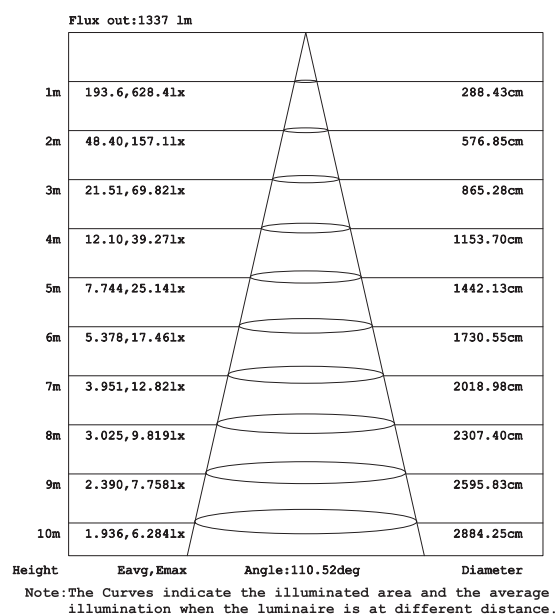 Flux out:1337 lm
1m 193.6,628.4lx 288.43cm
2m 48.40,157.1lx 576.85cm
3m 21.51,69.82lx 865.28cm
4m 12.10,39.27lx 1153.70cm
5m 7.744,25.14lx 1442.13cm
6m 5.378,17.46lx 1730.55cm
7m 3.951,12.82lx 2018.98cm
8m 3.025,9.819lx 2307.40cm
9m 2.390,7.758lx 2595.83cm
10m 1.936,6.284lx 2884.25cm
Height Eavg,Emax Angle:110.52deg Diameter
Note:The Curves indicate the illuminated area and the average
illumination when the luminaire is at different distance.